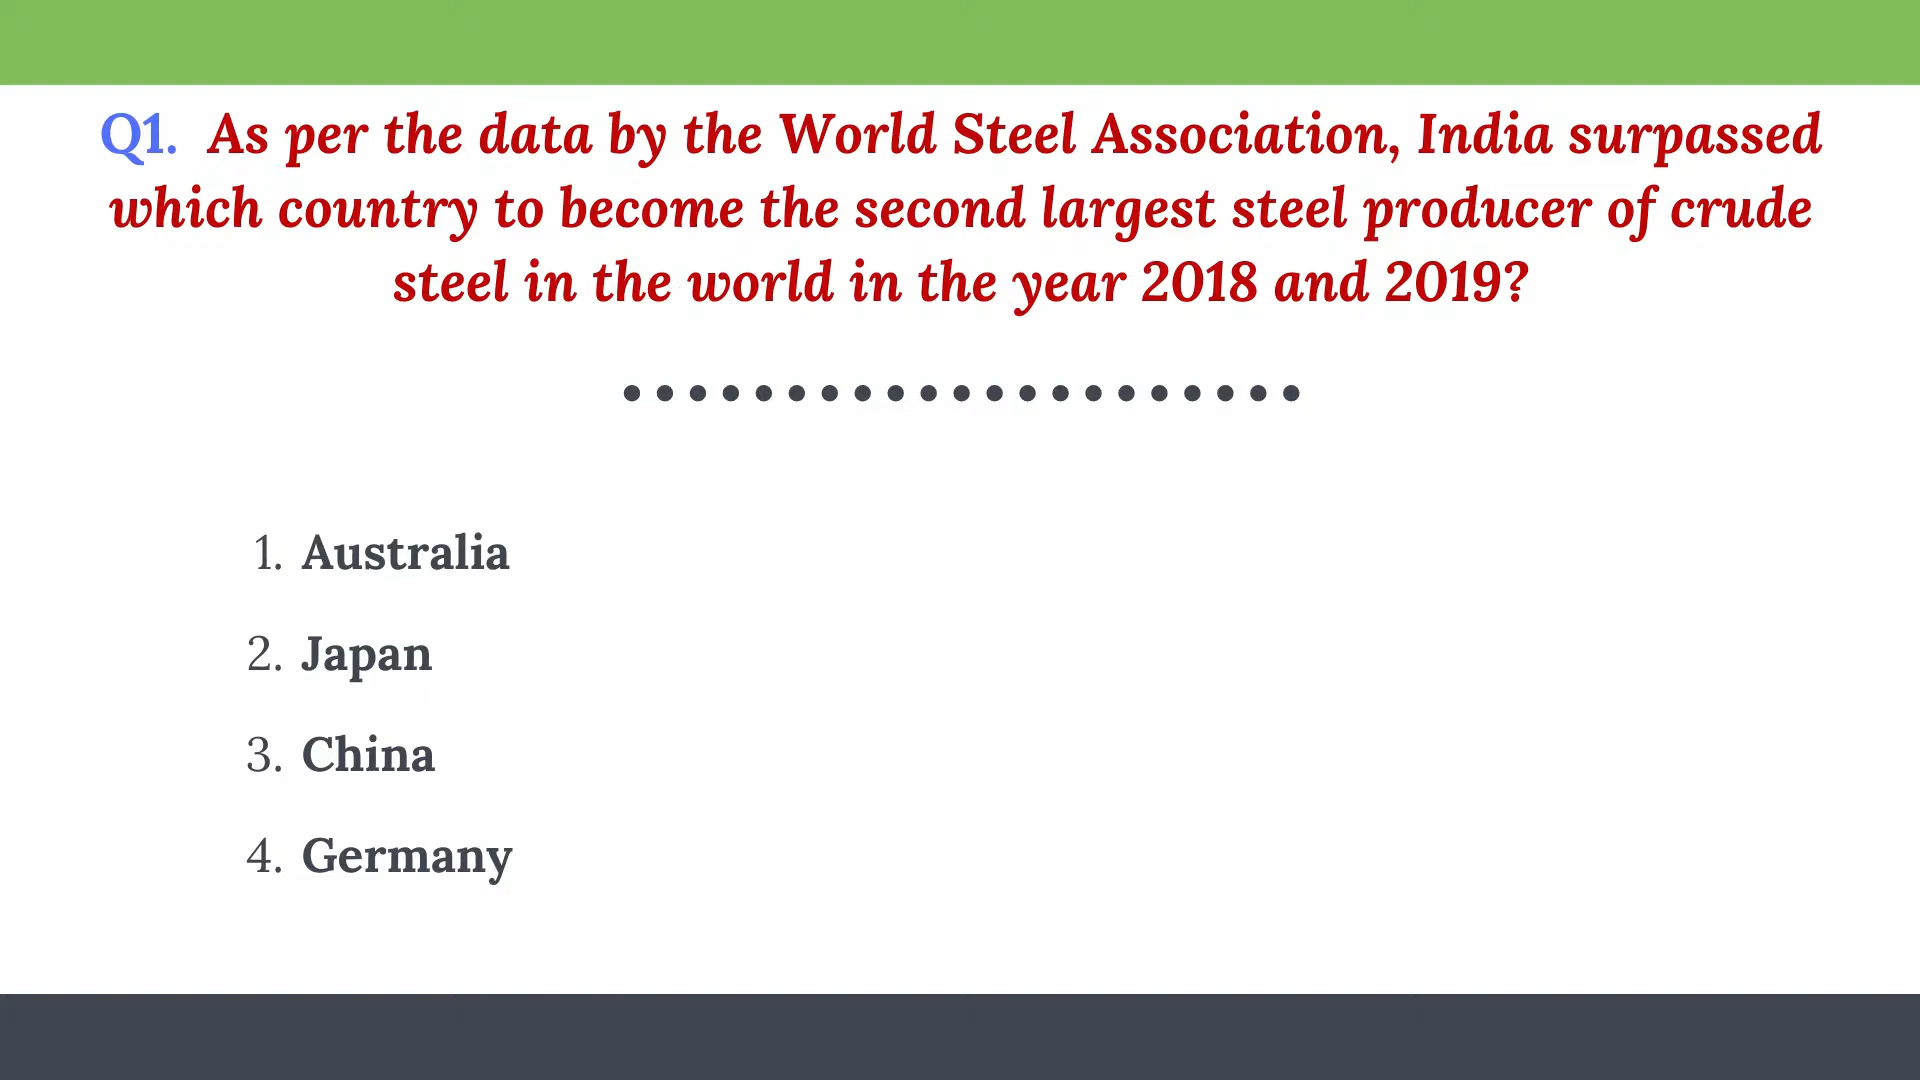 Q1. As per the data by the World Steel Association, India surpassed
which country to become the second largest steel producer of crude
steel in the world in the year 2018 and 2019?
1. Australia
2. Japan
3. China
4. Germany